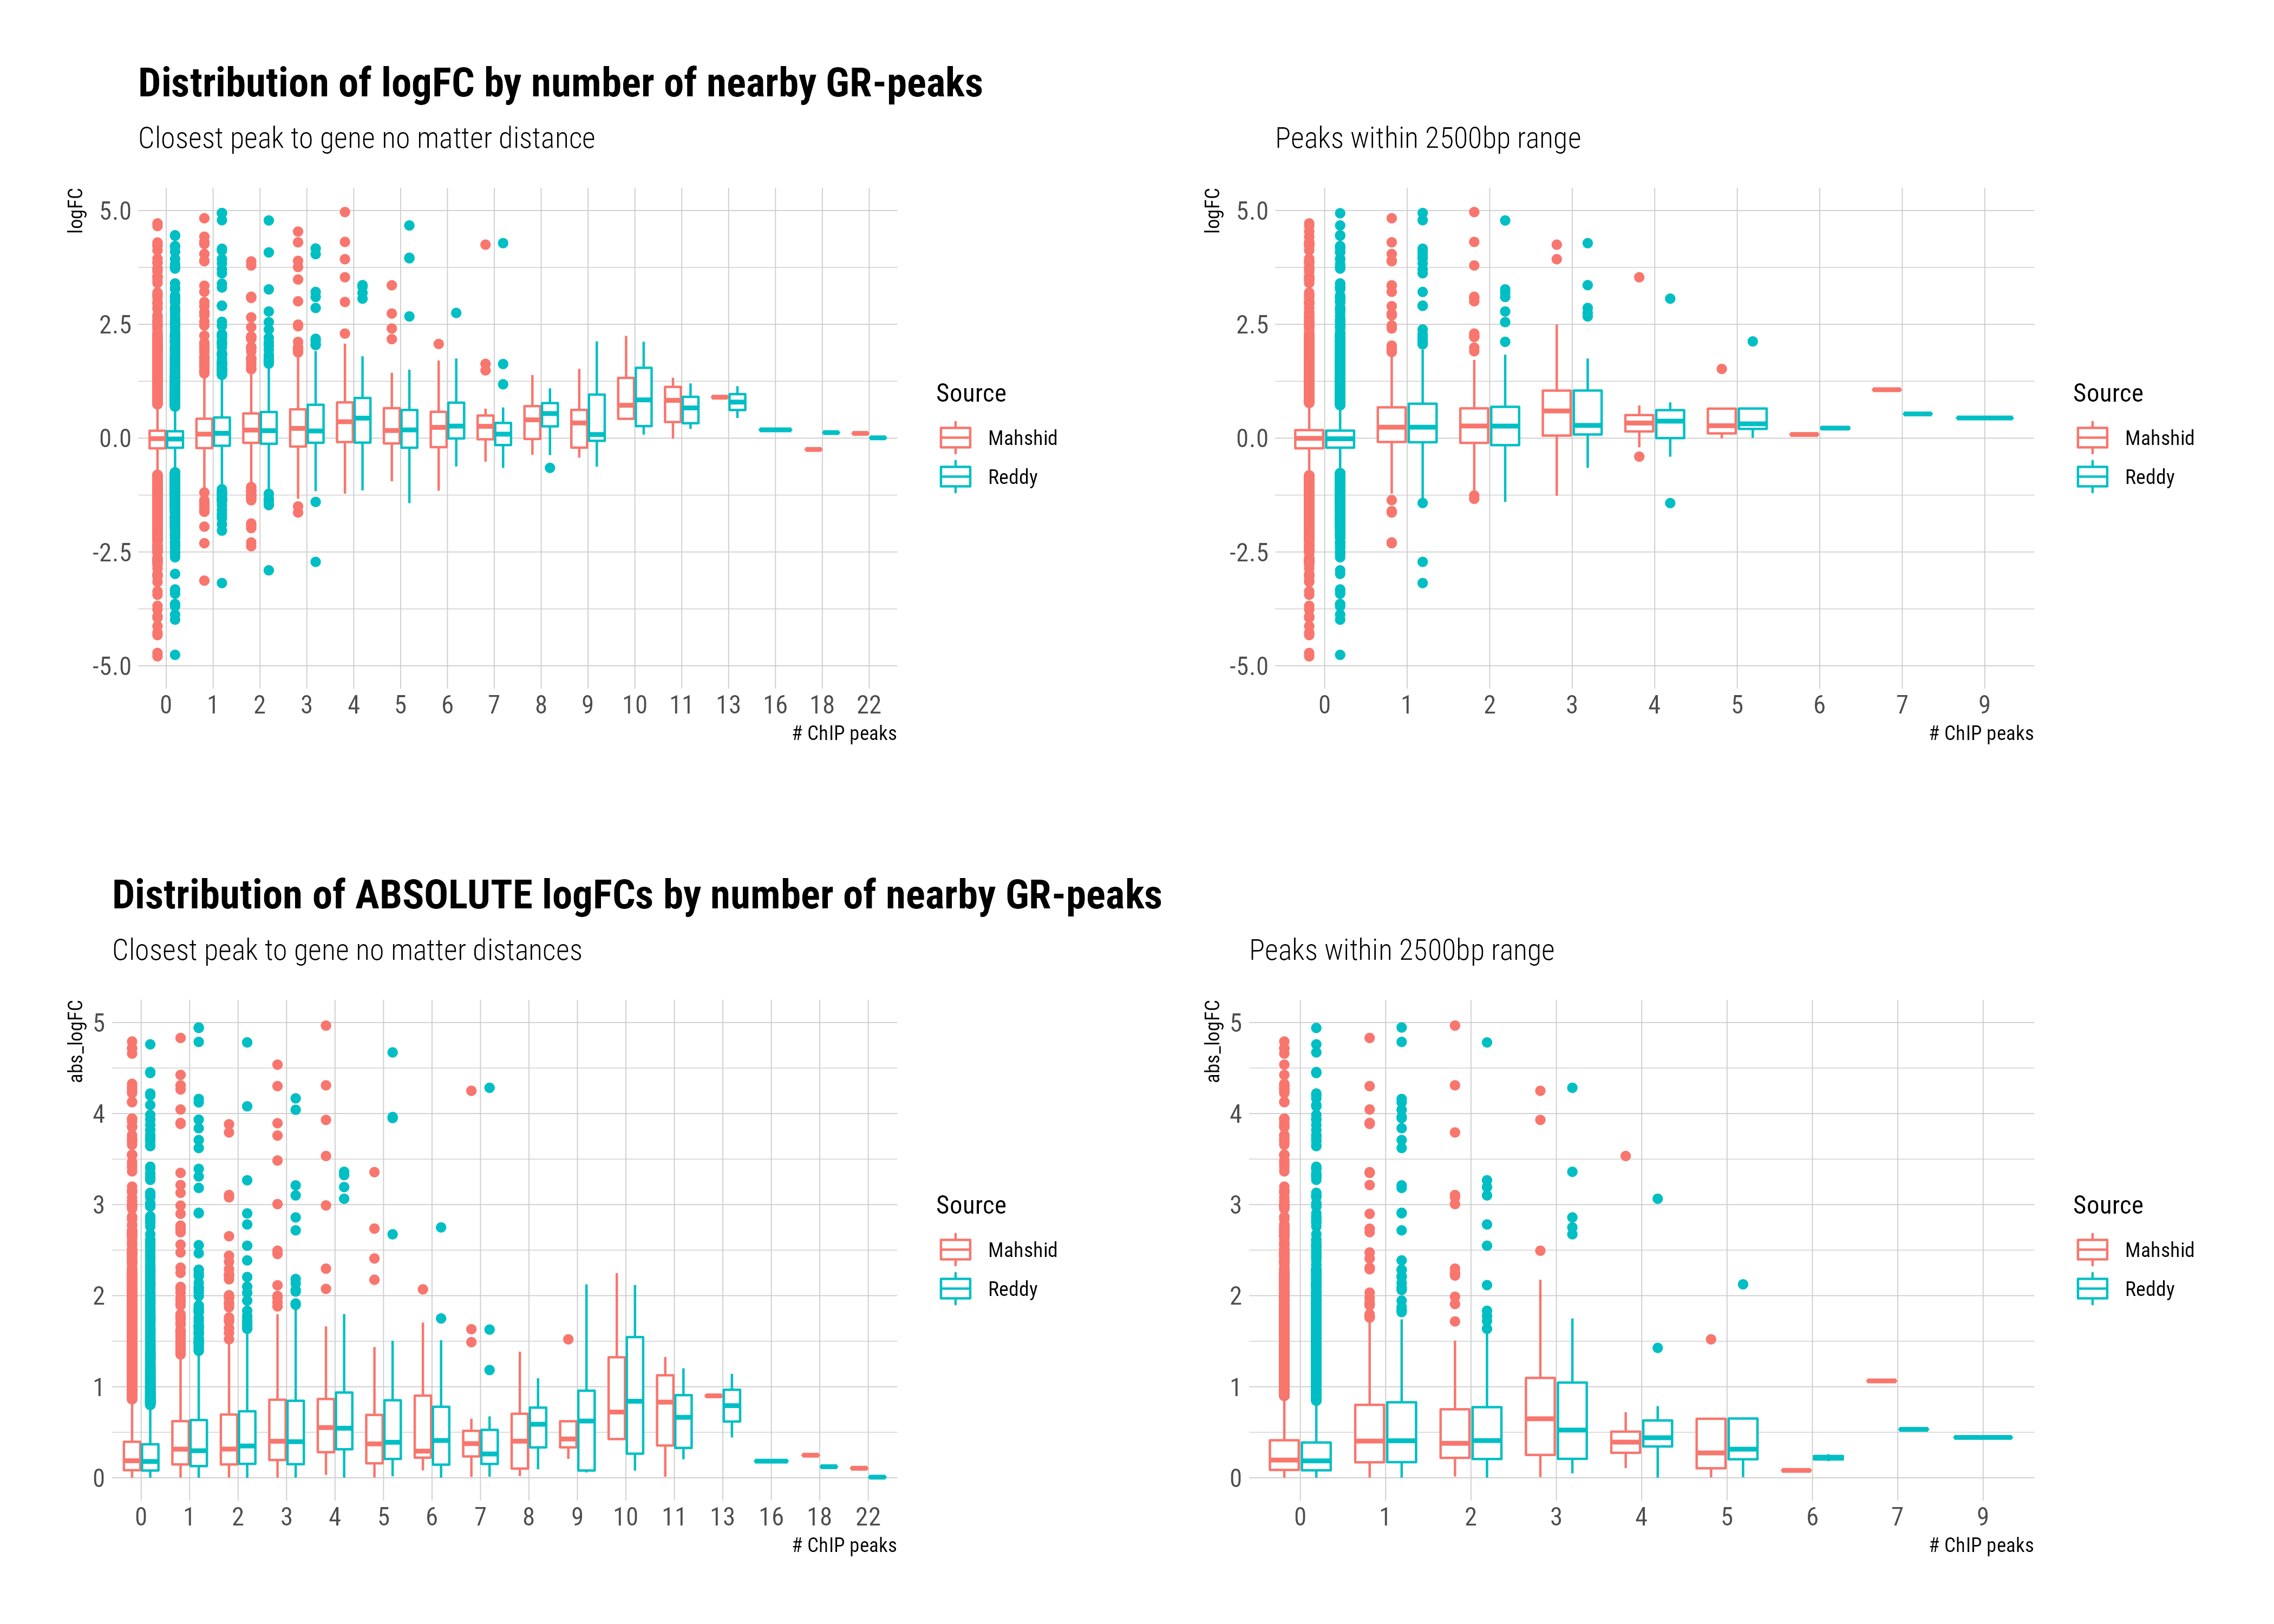 Distribution of logFC by number of nearby GR-peaks
Closest peak to gene no matter distance
logFC
5.0
2.5
0.0
-2.5
-5.0
0 1 2 3 4 5 6 7 8 9 10 11 13 16 18 22
# ChIP peaks
Source
Mahshid
Reddy
Peaks within 2500bp range
logFC
5.0
2.5
0.0
-2.5
-5.0
0 1 2 3 4 5 6 7 9
# ChIP peaks
Source
Mahshid
Reddy
Distribution of ABSOLUTE logFCs by number of nearby GR-peaks
Closest peak to gene no matter distances
abs_logFC
5
4
3
2
1
0
0 1 2 3 4 5 6 7 8 9 10 11 13 16 18 22
# ChIP peaks
Source
Mahshid
Reddy
Peaks within 2500bp range
abs_logFC
5
4
3
2
1
0
0 1 2 3 4 5 6 7 9
# ChIP peaks
Source
Mahshid
Reddy